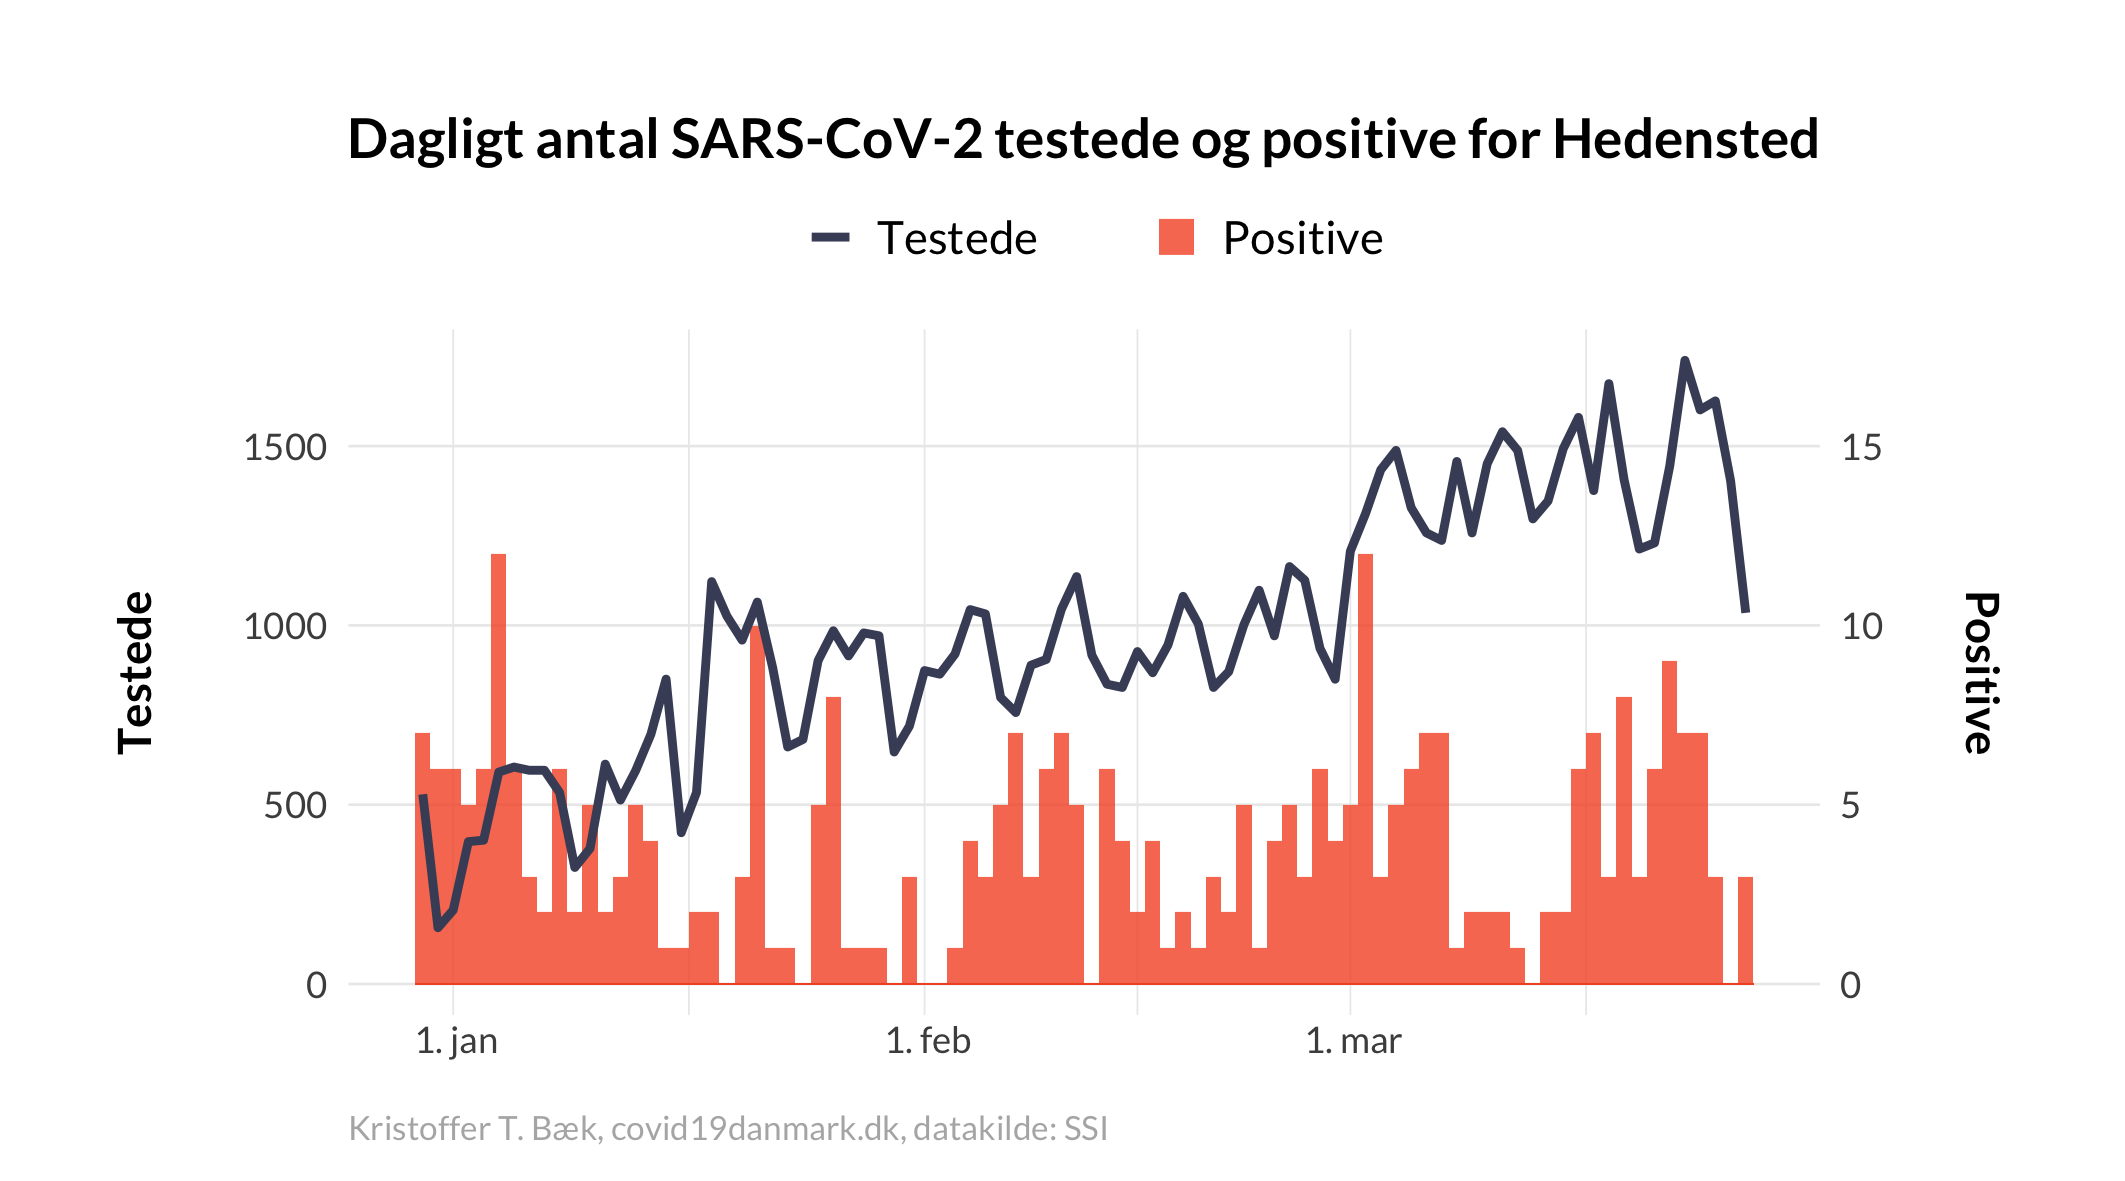 Dagligt antal SARS-CoV-2 testede og positive for Hedensted
Testede
Positive
1500
1000
500
0
Testede
15
10
5
0
Positive
1. jan
1. feb
1. mar
Kristoffer T. Bæk, covid19danmark.dk, datakilde: SSI